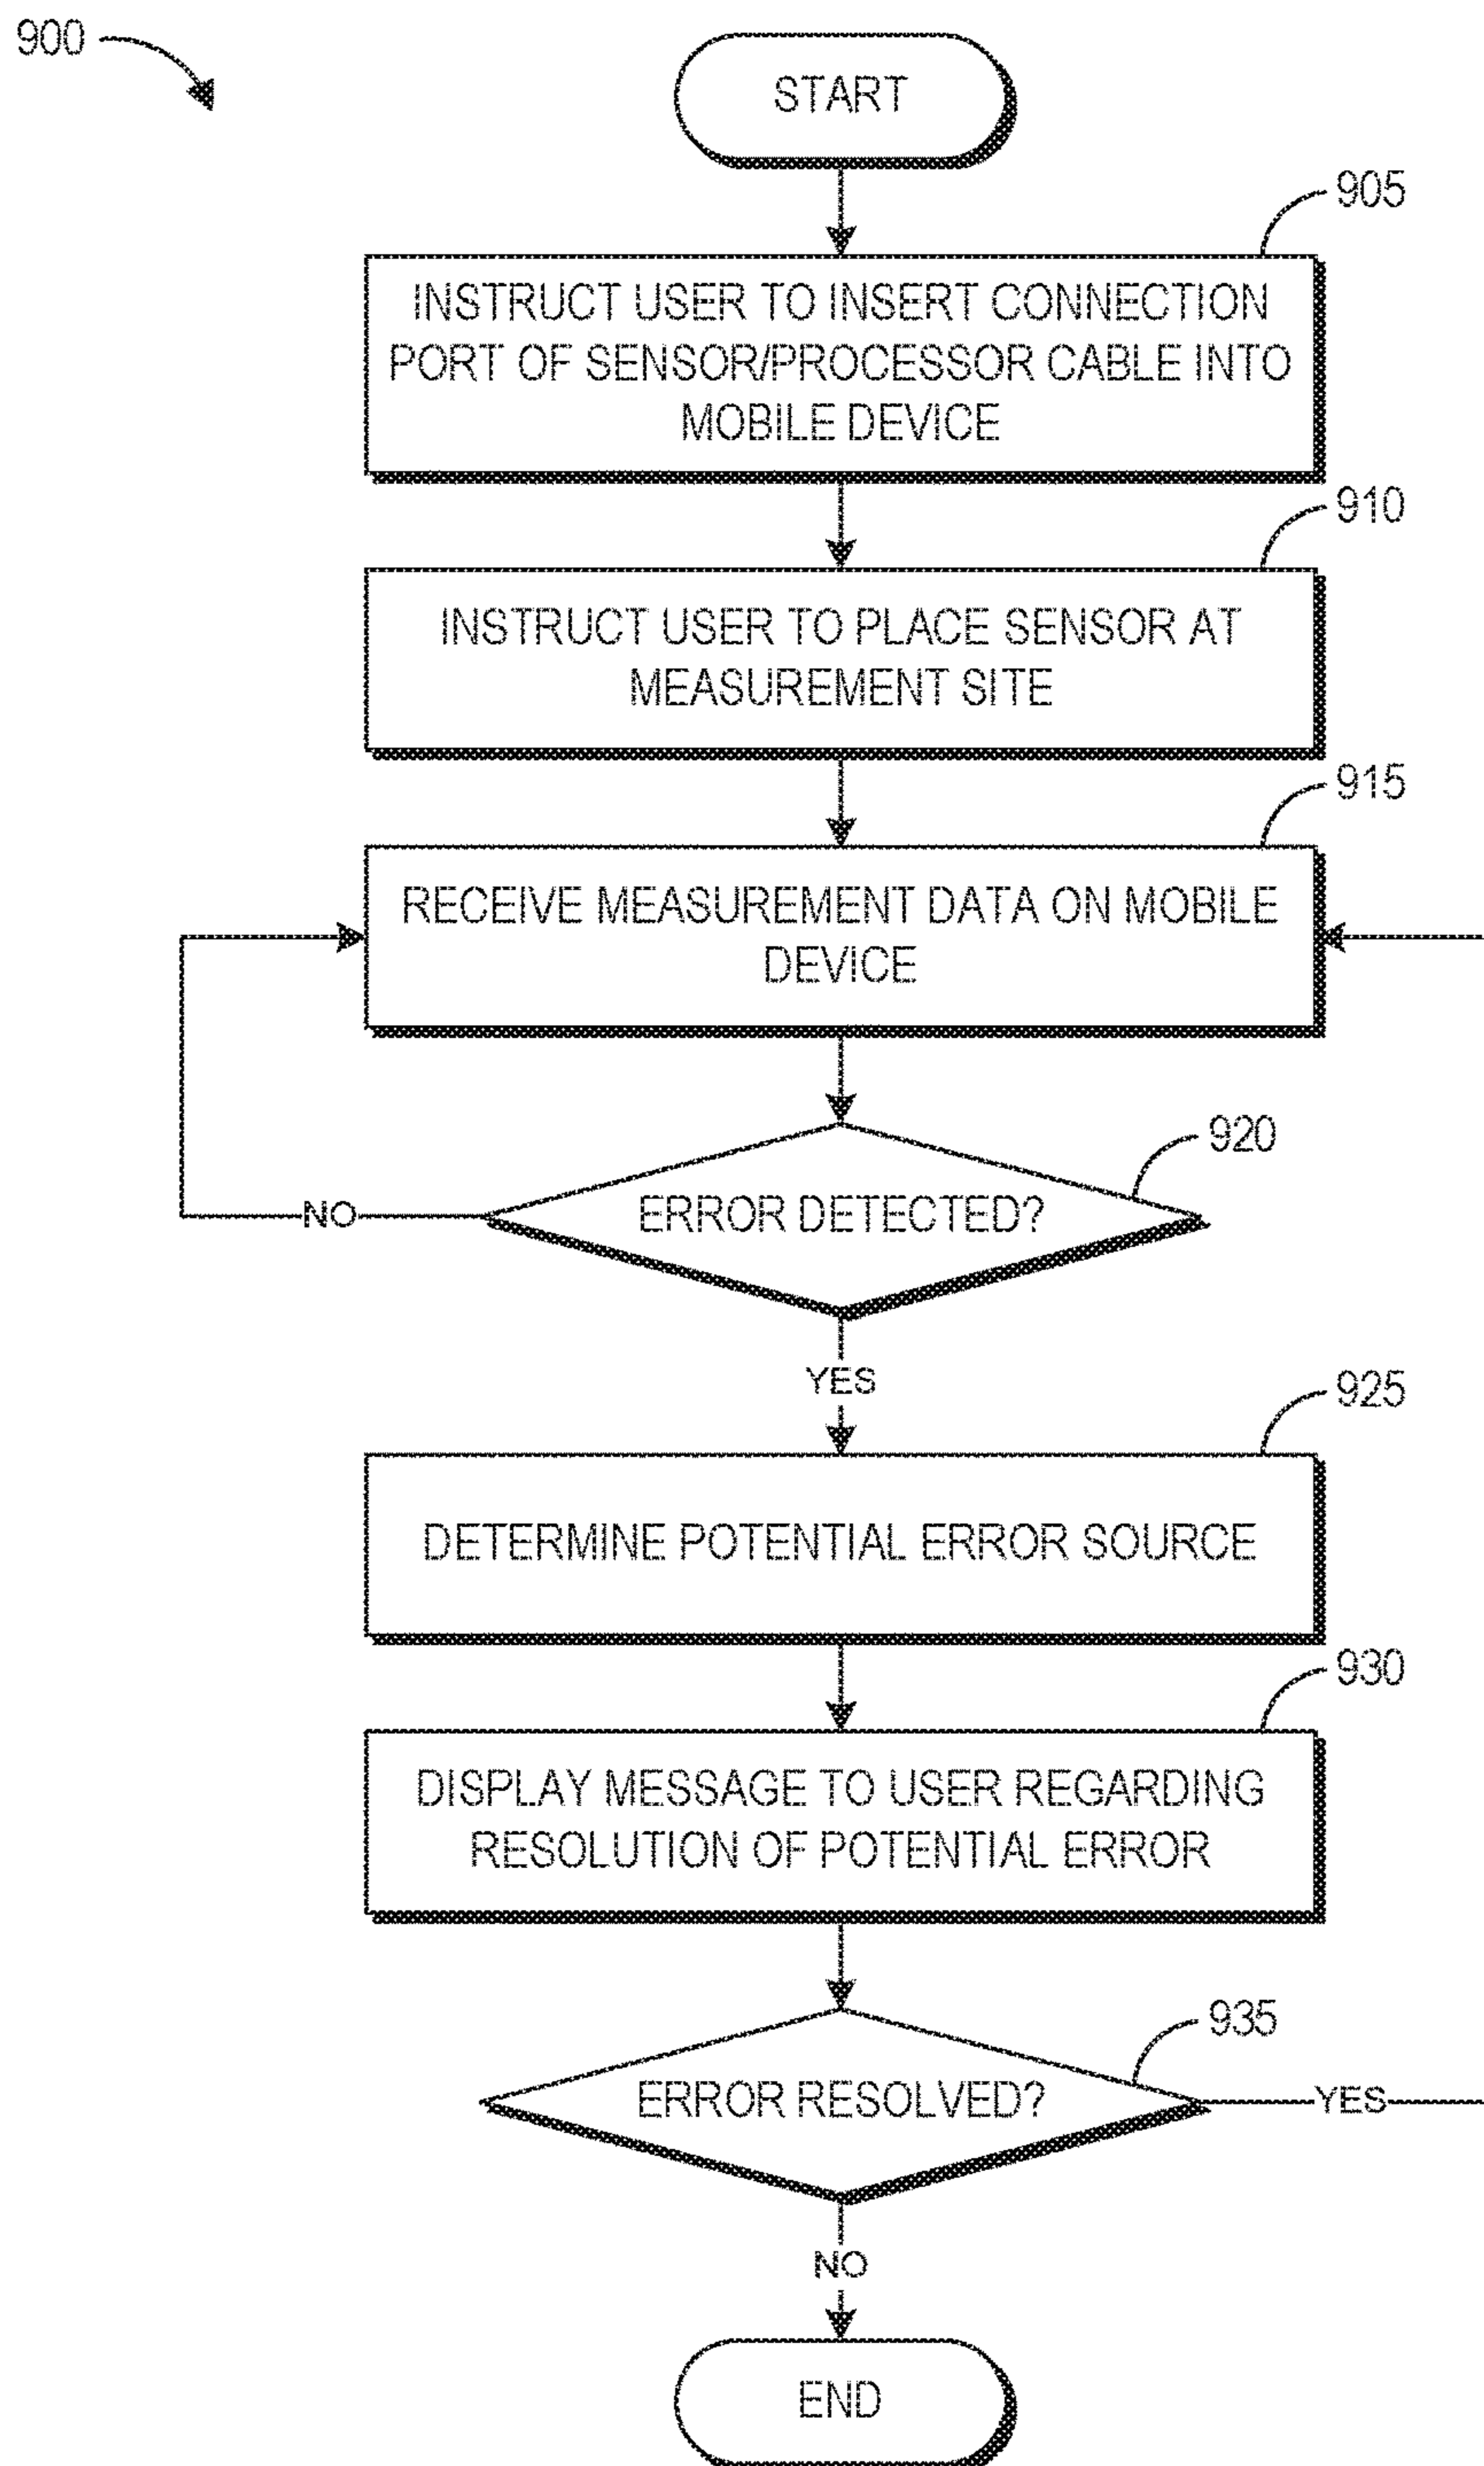 900
START
905
INSTRUCT USER TO INSERT CONNECTION
PORT OF SENSOR/PROCESSOR CABLE INTO
MOBILE DEVICE
910
INSTRUCT USER TO PLACE SENSOR AT
MEASUREMENT SITE
915
RECEIVE MEASUREMENT DATA ON MOBILE
DEVICE
920
ERROR DETECTED?
NO
YES
925
DETERMINE POTENTIAL ERROR SOURCE
930
DISPLAY MESSAGE TO USER REGARDING
RESOLUTION OF POTENTIAL ERROR
935
ERROR RESOLVED?
YES
NO
END